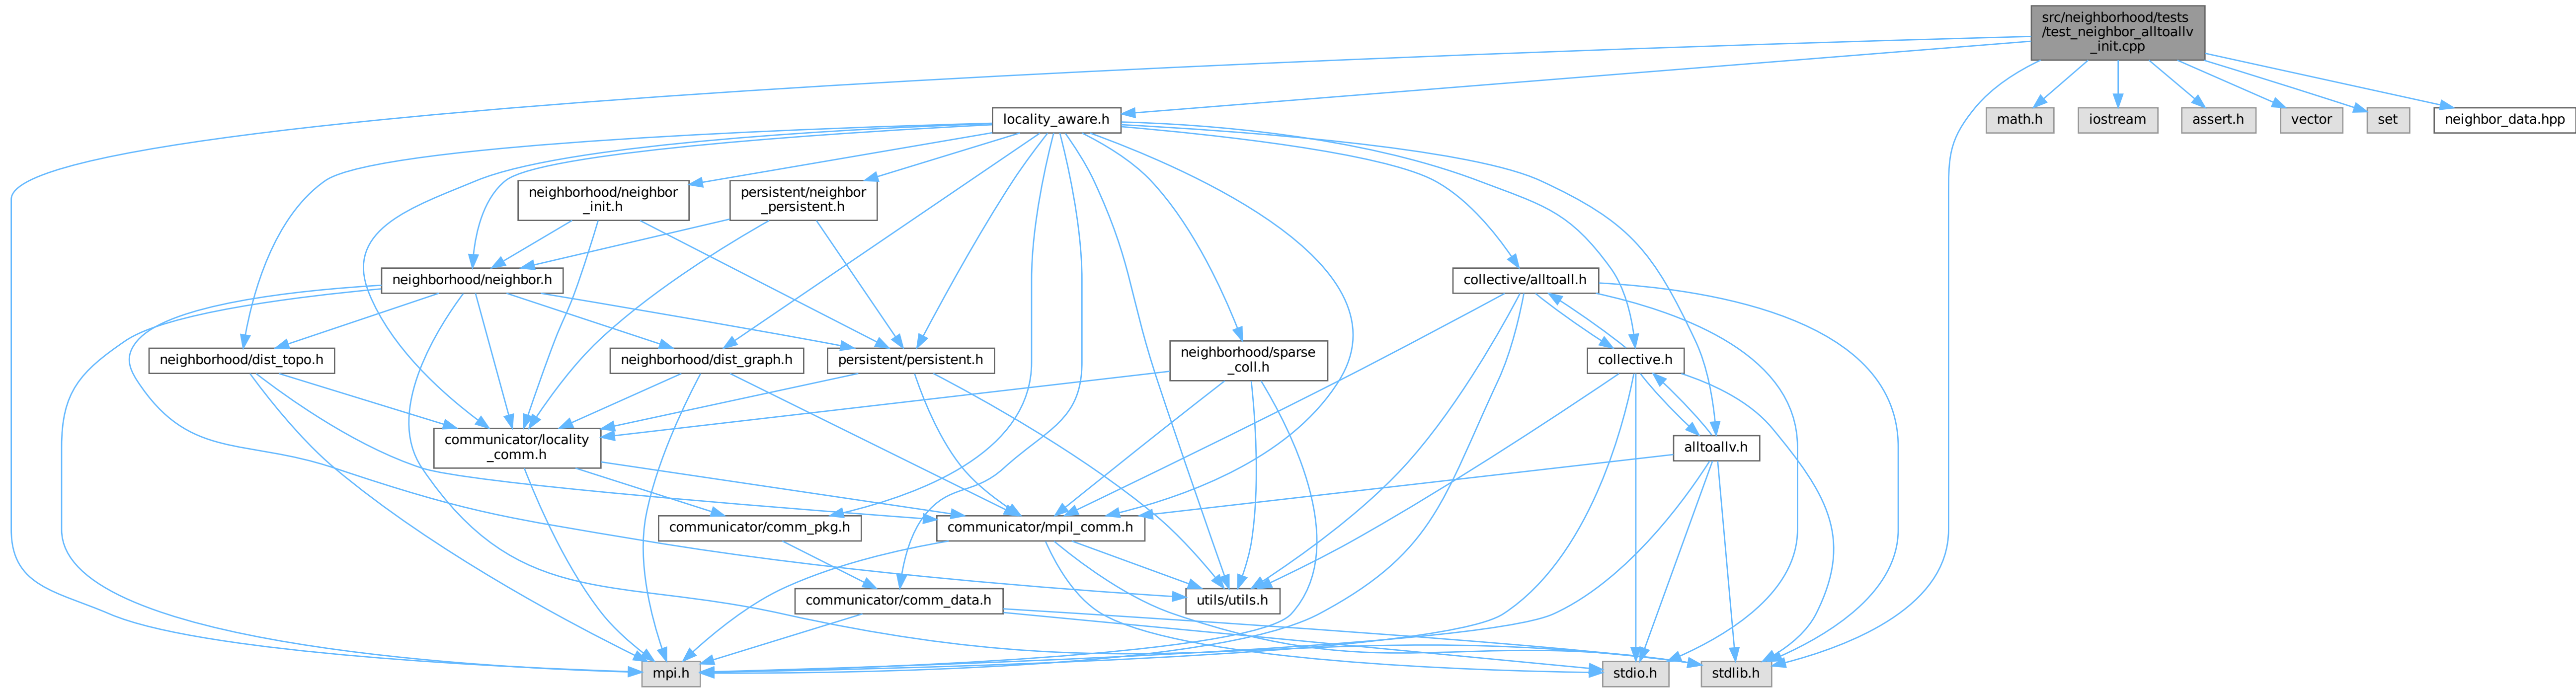 src/neighborhood/tests
/test_neighbor_alltoallv
_init.cpp
locality_aware.h
math.h
iostream
assert.h
vector
set
neighbor_data.hpp
neighborhood/neighbor
_init.h
persistent/neighbor
_persistent.h
neighborhood/neighbor.h
collective/alltoall.h
neighborhood/dist_topo.h
neighborhood/dist_graph.h
persistent/persistent.h
neighborhood/sparse
_coll.h
collective.h
communicator/locality
_comm.h
alltoallv.h
communicator/comm_pkg.h
communicator/mpil_comm.h
communicator/comm_data.h
utils/utils.h
mpi.h
stdio.h
stdlib.h